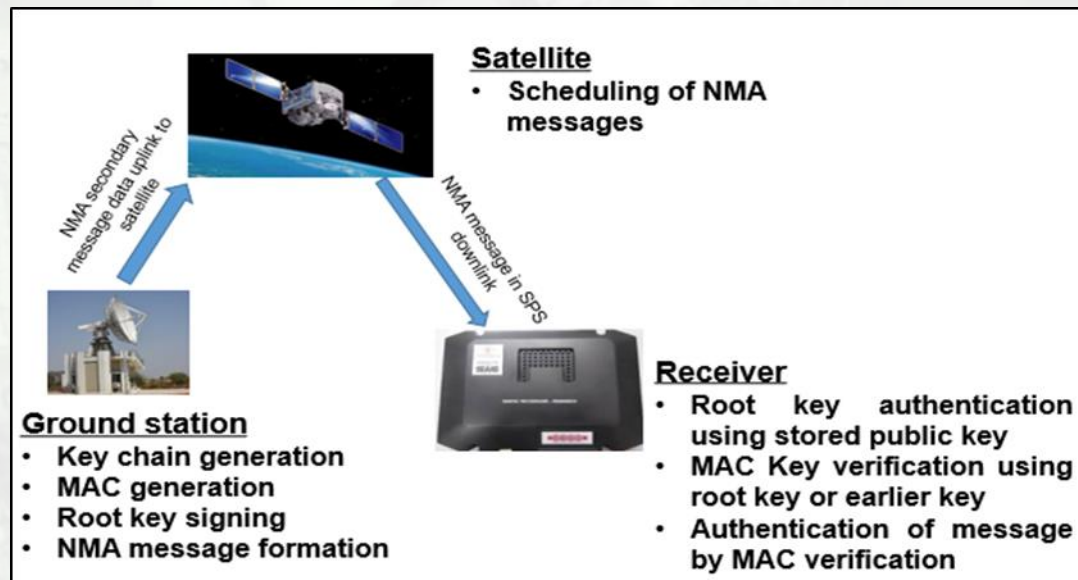 Satellite
• Scheduling of NMA
messages
NMA secondary
message data uplink to
satellite
NMA message in SPS
downlink
Ground station
• Key chain generation
• MAC generation
• Root key signing
• NMA message formation
Receiver
• Root key authentication
using stored public key
• MAC Key verification using
root key or earlier key
• Authentication of message
by MAC verification